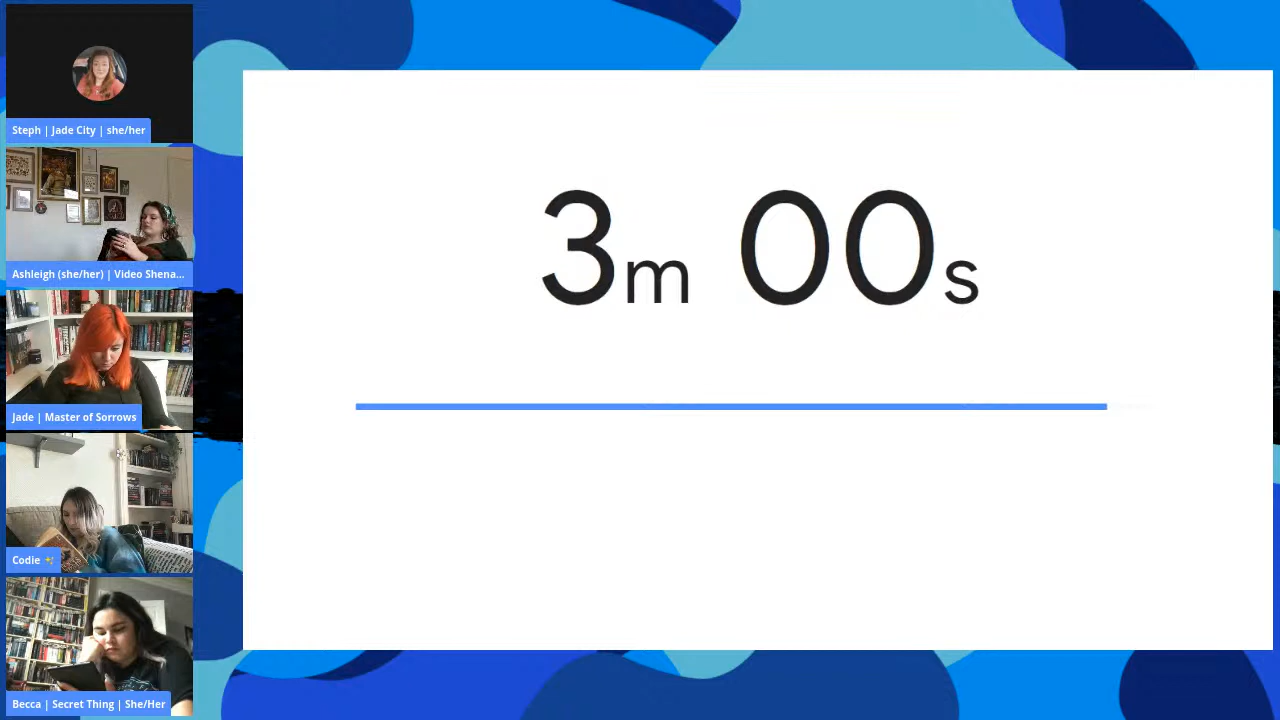 Steph | Jade City | she/her
3m 00s
Ashleigh (she/her) | Video Shena...
Jade | Master of Sorrows
Codie ✨
Becca | Secret Thing | She/Her